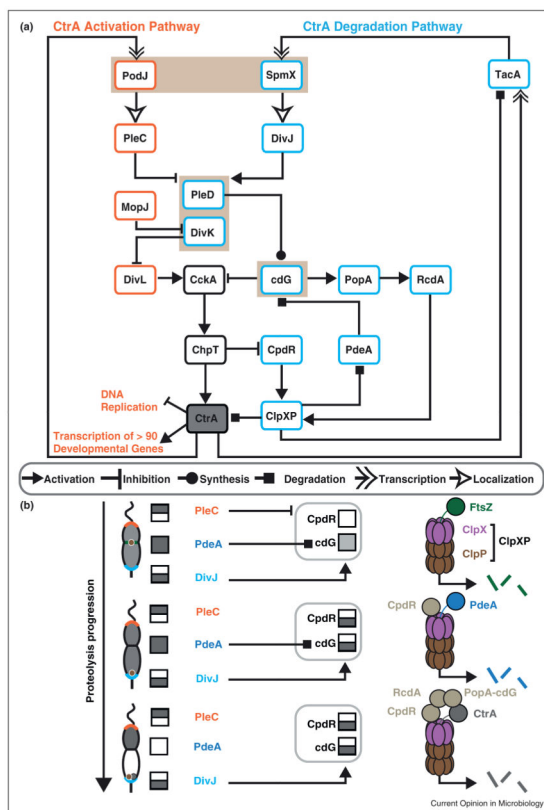 (a)
CtrA Activation Pathway
CtrA Degradation Pathway
PodJ
SpmX
TacA
PleC
DivJ
PleD
MopJ
DivK
DivL
CckA
cdG
PopA
RcdA
ChpT
CpdR
PdeA
DNA
Replication
CtrA
ClpXP
Transcription of > 90
Developmental Genes
Activation
Inhibition
Synthesis
Degradation
Transcription
Localization
(b)
Proteolysis progression
PleC
PdeA
DivJ
CpdR
cdG
FtsZ
ClpX
ClpP
ClpXP
PleC
PdeA
DivJ
CpdR
cdG
CpdR
PdeA
PleC
PdeA
DivJ
CpdR
cdG
RcdA
PopA-cdG
CpdR
CtrA
Current Opinion in Microbiology